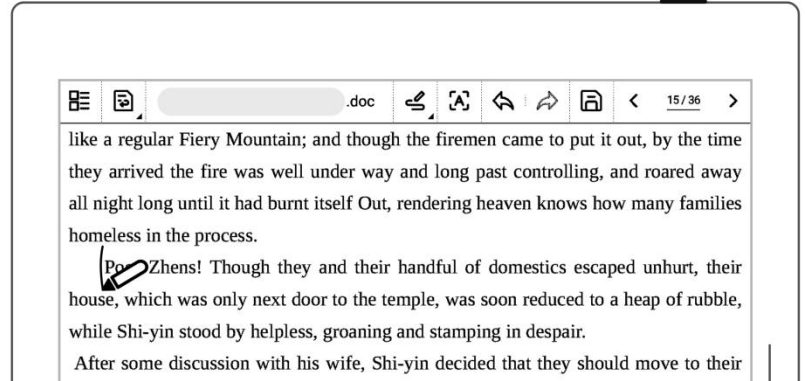 .doc
15/36
like a regular Fiery Mountain; and though the firemen came to put it out, by the time
they arrived the fire was well under way and long past controlling, and roared away
all night long until it had burnt itself Out, rendering heaven knows how many families
homeless in the process.
Zhens! Though they and their handful of domestics escaped unhurt, their
house, which was only next door to the temple, was soon reduced to a heap of rubble,
while Shi-yin stood by helpless, groaning and stamping in despair.
After some discussion with his wife, Shi-yin decided that they should move to their